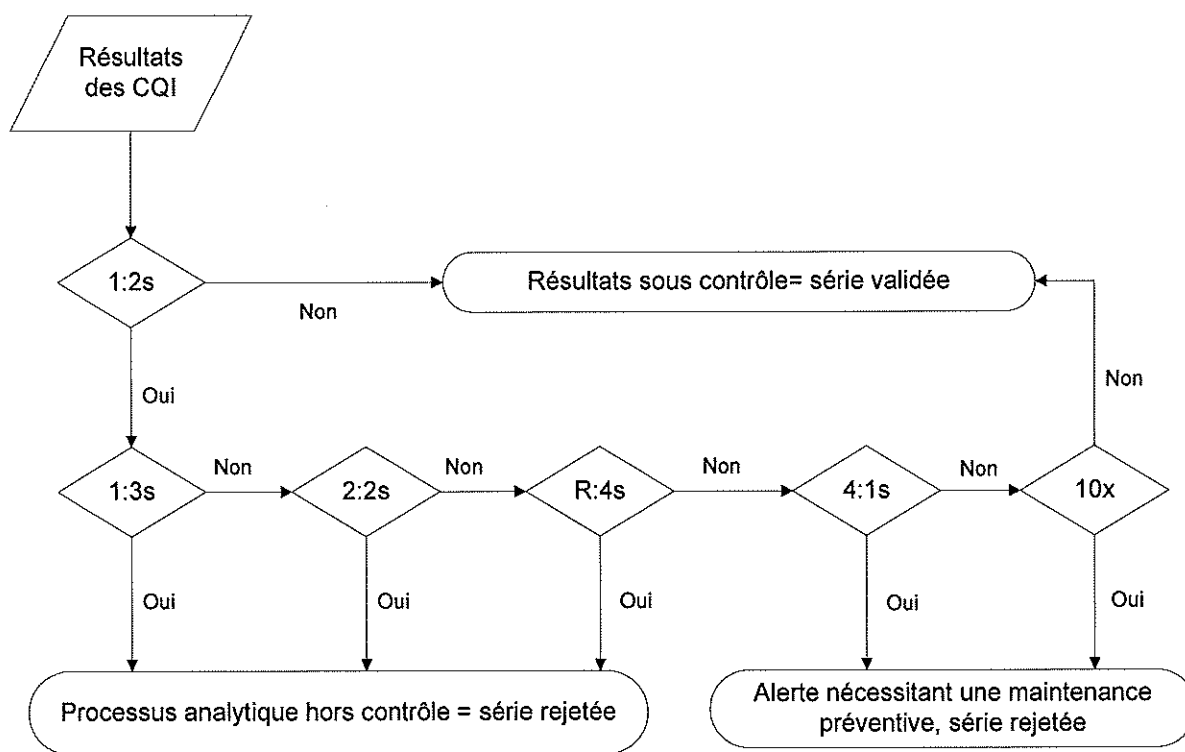 Résultats
des CQI
1:2s
Non
Résultats sous contrôle= série validée
Oui
Non
1:3s
Non
2:2s
Non
R:4s
Non
4:1s
Non
10x
Oui
Oui
Oui
Oui
Oui
Processus analytique hors contrôle = série rejetée
Alerte nécessitant une maintenance
préventive, série rejetée